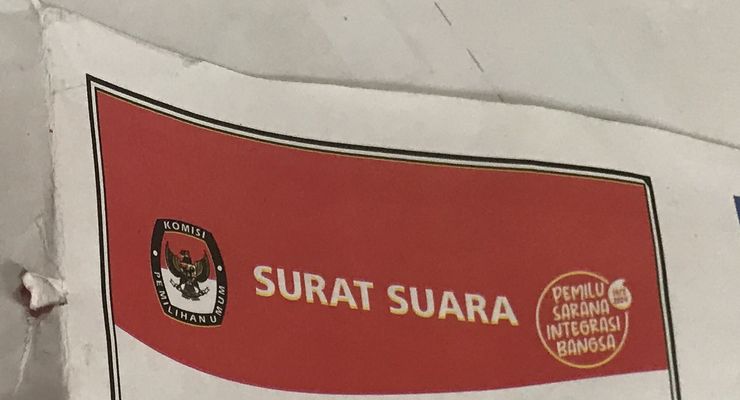 KOMISI
PEMILIHAN UMUM
SURAT SUARA
PEMILU
SARANA
INTEGRASI
BANGSA